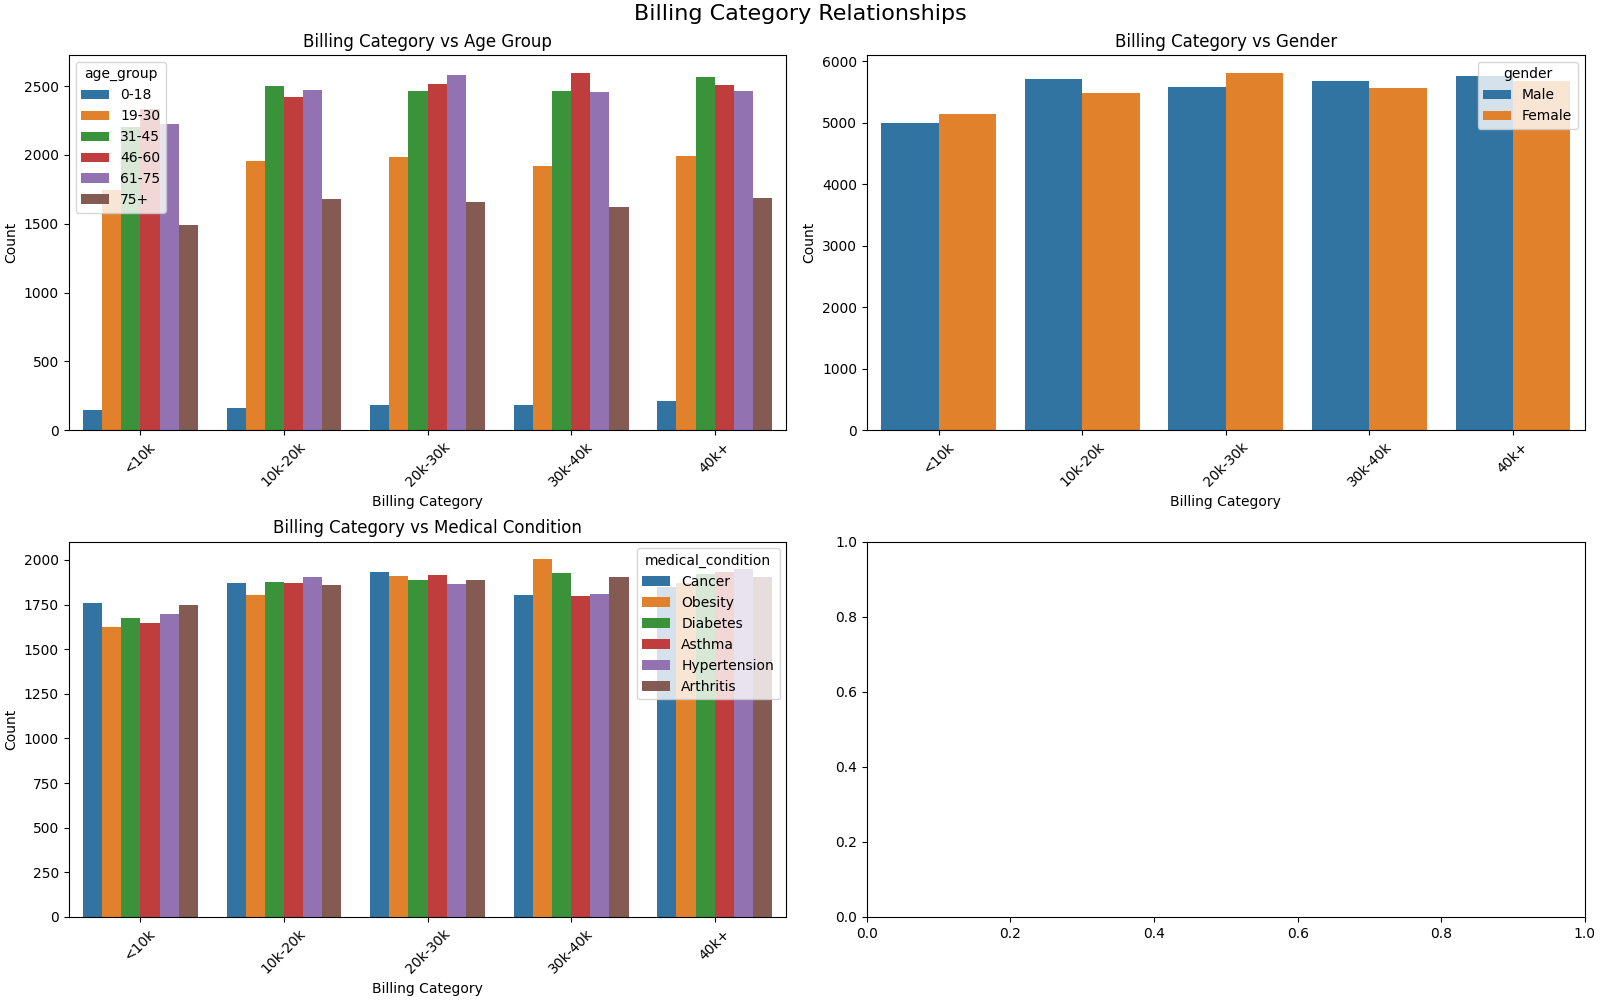 Billing Category Relationships
Billing Category vs Age Group
age_group
0-18
19-30
31-45
46-60
61-75
75+
Count
2500
2000
1500
1000
500
0
<10k
10k-20k
20k-30k
30k-40k
40k+
Billing Category
Billing Category vs Gender
gender
Male
Female
Count
6000
5000
4000
3000
2000
1000
0
<10k
10k-20k
20k-30k
30k-40k
40k+
Billing Category
Billing Category vs Medical Condition
medical_condition
Cancer
Obesity
Diabetes
Asthma
Hypertension
Arthritis
Count
2000
1750
1500
1250
1000
750
500
250
0
<10k
10k-20k
20k-30k
30k-40k
40k+
Billing Category
1.0
0.8
0.6
0.4
0.2
0.0
0.0 0.2 0.4 0.6 0.8 1.0